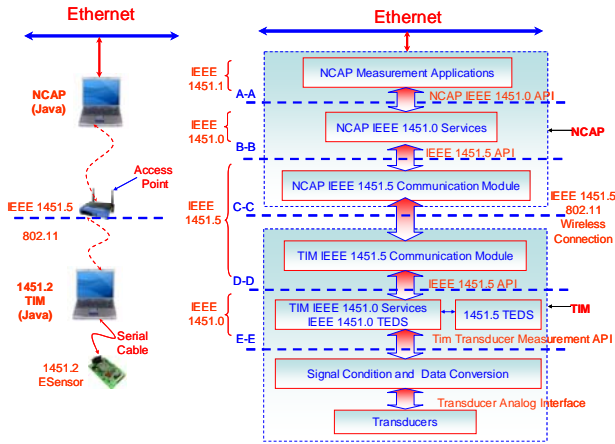 Ethernet
NCAP
(Java)
Access
Point
IEEE 1451.5
802.11
1451.2
TIM
(Java)
Serial
Cable
1451.2
ESensor
Ethernet
IEEE
1451.1
NCAP Measurement Applications
A-A
NCAP IEEE 1451.0 API
IEEE
1451.0
NCAP IEEE 1451.0 Services
NCAP
B-B
IEEE 1451.5 API
NCAP IEEE 1451.5 Communication Module
IEEE
1451.5
C-C
IEEE 1451.5
802.11
Wireless
Connection
TIM IEEE 1451.5 Communication Module
D-D
IEEE 1451.5 API
IEEE
1451.0
TIM IEEE 1451.0 Services
IEEE 1451.0 TEDS
1451.5 TEDS
TIM
E-E
Tim Transducer Measurement API
Signal Condition and Data Conversion
Transducer Analog Interface
Transducers